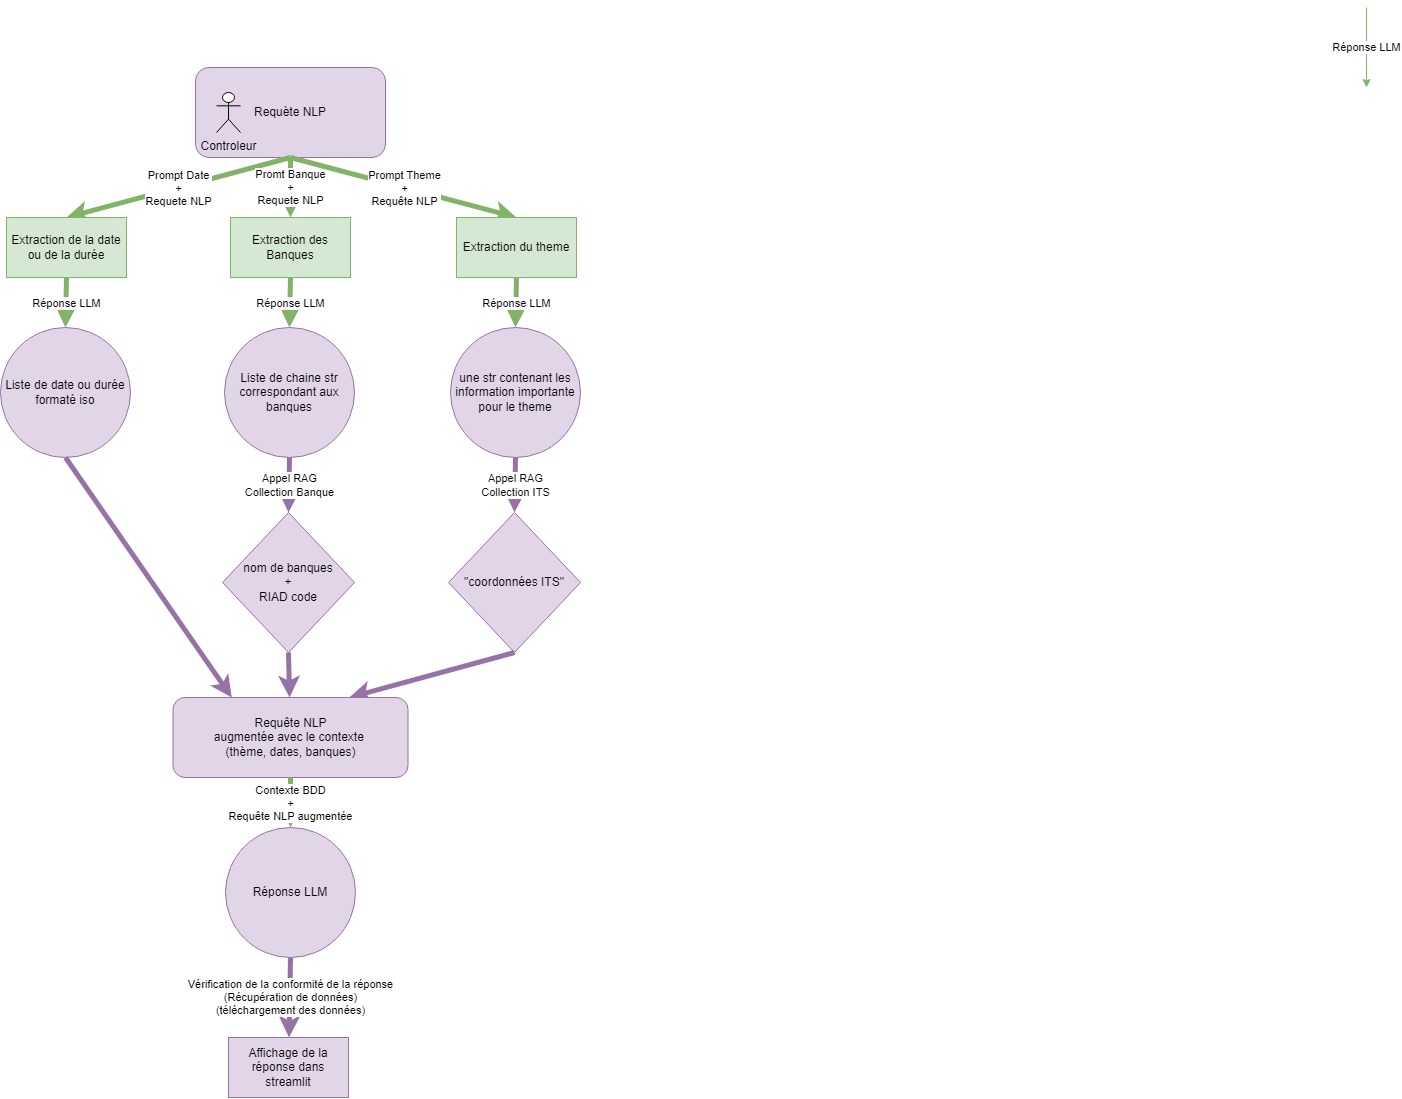 Réponse LLM
Requète NLP
Controleur
Prompt Date
+
Requete NLP
Promt Banque
+
Requete NLP
Prompt Theme
+
Requête NLP
Extraction de la date
ou de la durée
Extraction des
Banques
Extraction du theme
Réponse LLM
Réponse LLM
Réponse LLM
Liste de date ou durée
formaté iso
Liste de chaine str
correspondant aux
banques
une str contenant les
information importante
pour le theme
Appel RAG
Collection Banque
Appel RAG
Collection ITS
nom de banques
+
RIAD code
"coordonnées ITS"
Requête NLP
augmentée avec le contexte
(thème, dates, banques)
Contexte BDD
+
Requête NLP augmentée
Réponse LLM
Vérification de la conformité de la réponse
(Récupération de données)
(téléchargement des données)
Affichage de la
réponse dans
streamlit